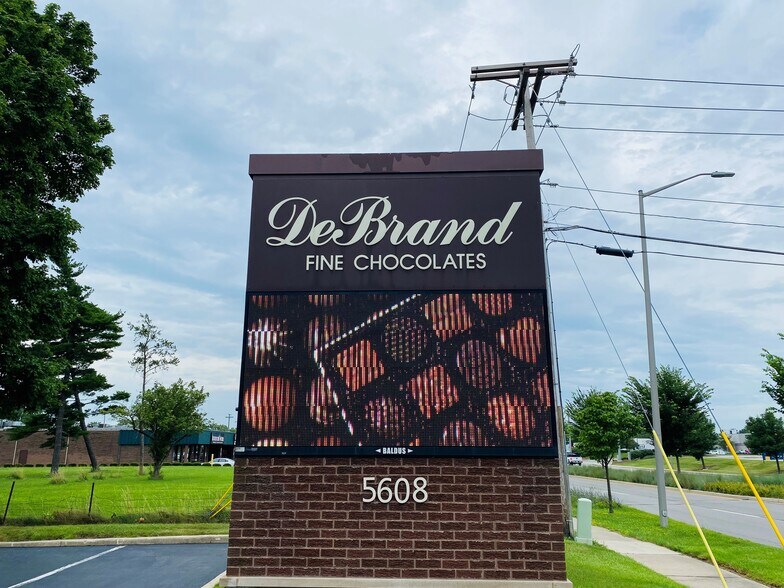 DeBrand
FINE CHOCOLATES
BALDUS
5608